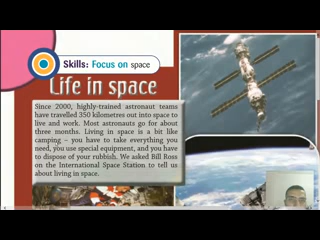 Skills: Focus on space
Life in space
Since 2000, highly-trained astronaut teams
have travelled 350 kilometres out into space to
live and work. Most astronauts go for about
three months. Living in space is a bit like
camping – you have to take everything you
need, you use special equipment, and you have
to dispose of your rubbish. We asked Bill Ross
on the International Space Station to tell us
about living in space.